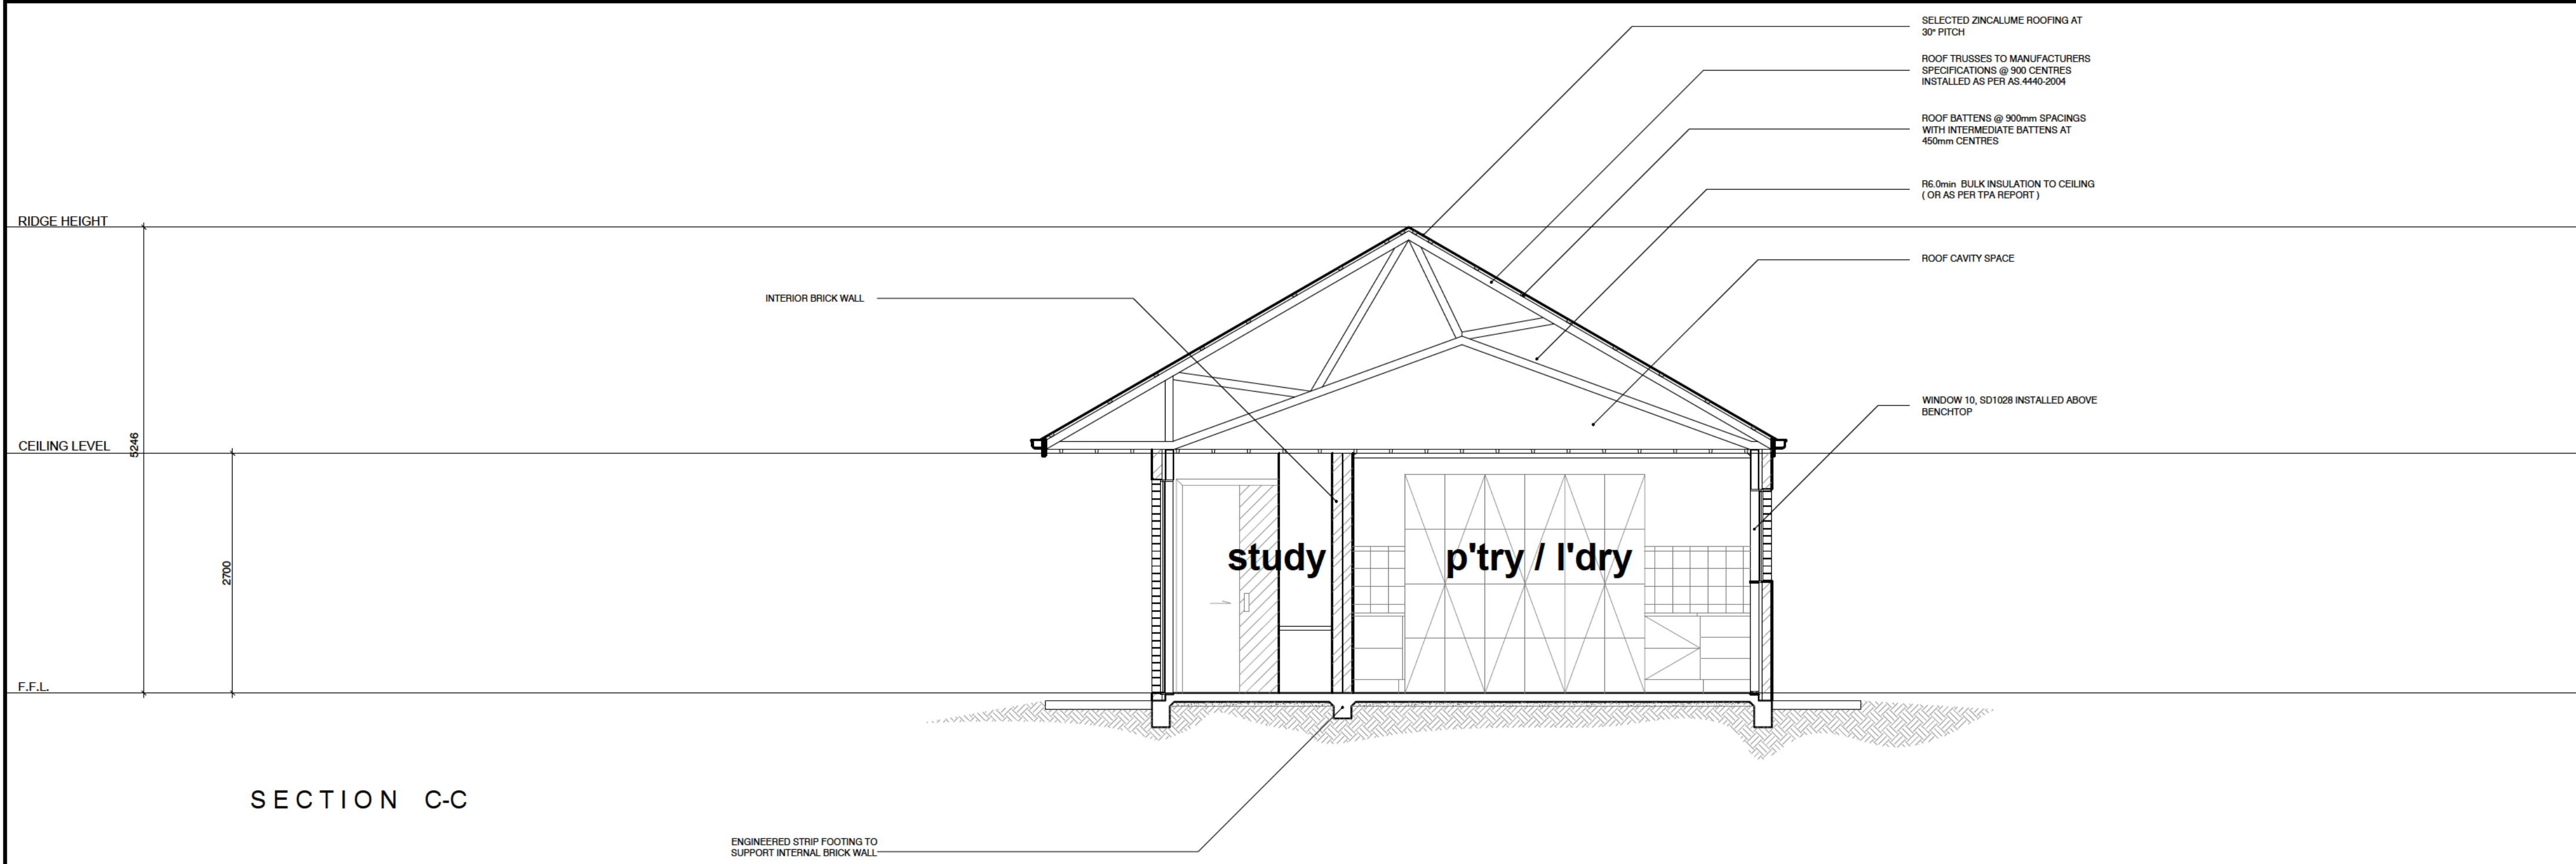 SELECTED ZINCALUME ROOFING AT
30° PITCH
ROOF TRUSSES TO MANUFACTURERS
SPECIFICATIONS @ 900 CENTRES
INSTALLED AS PER AS.4440-2004
ROOF BATTENS @ 900mm SPACINGS
WITH INTERMEDIATE BATTENS AT
450mm CENTRES
R6.0min BULK INSULATION TO CEILING
( OR AS PER TPA REPORT )
RIDGE HEIGHT
ROOF CAVITY SPACE
INTERIOR BRICK WALL
WINDOW 10, SD1028 INSTALLED ABOVE
BENCHTOP
CEILING LEVEL
5246
study
p'try / l'dry
2700
F.F.L.
SECTION C-C
ENGINEERED STRIP FOOTING TO
SUPPORT INTERNAL BRICK WALL